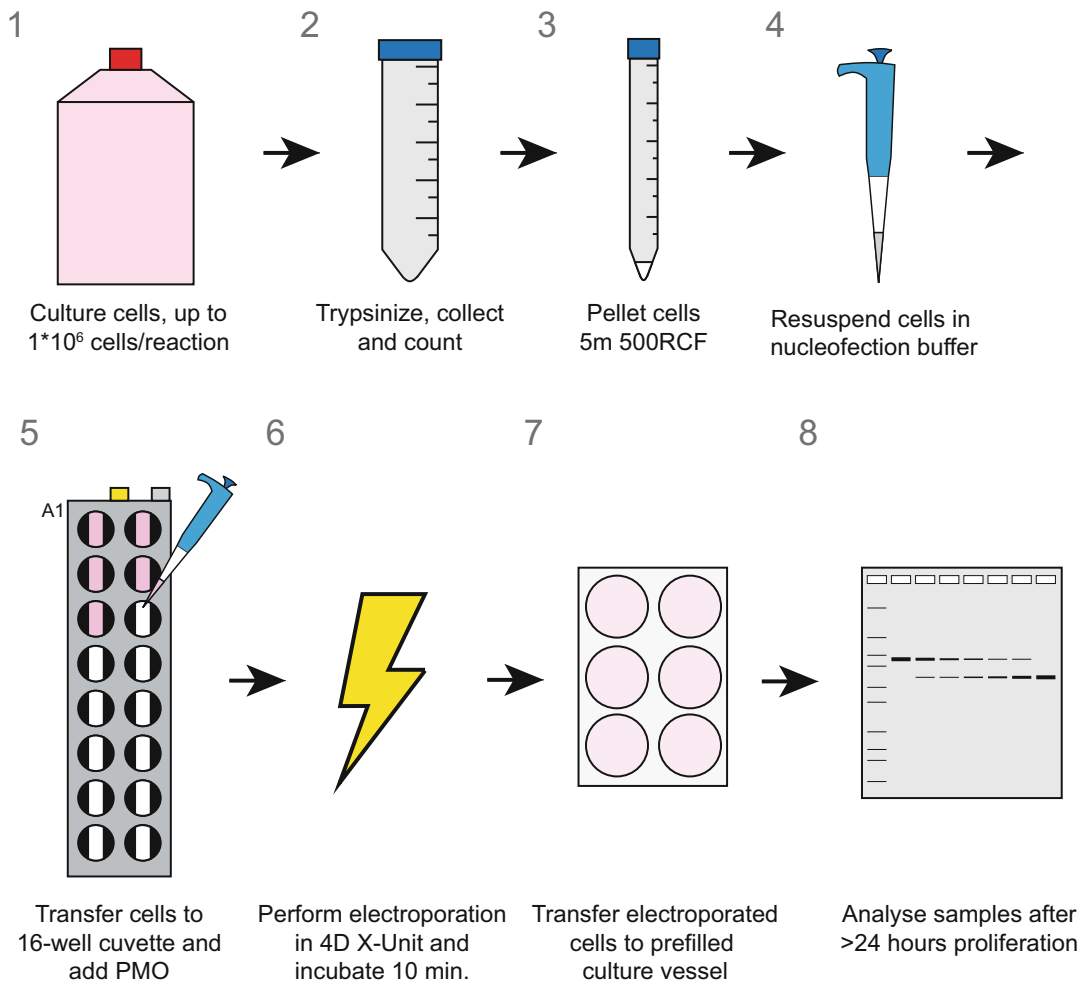 1
2
3
4
Culture cells, up to
1*10⁶ cells/reaction
Trypsinize, collect
and count
Pellet cells
5m 500RCF
Resuspend cells in
nucleofection buffer
5
6
7
8
A1
Transfer cells to
16-well cuvette and
add PMO
Perform electroporation
in 4D X-Unit and
incubate 10 min.
Transfer electroporated
cells to prefilled
culture vessel
Analyse samples after
>24 hours proliferation